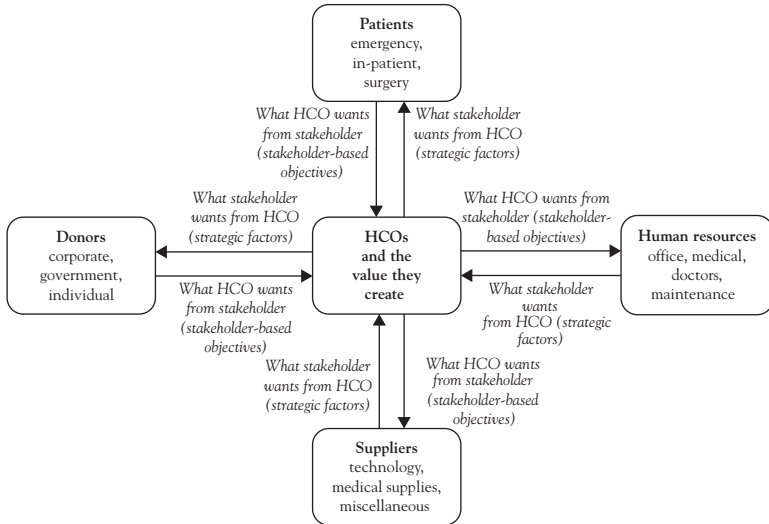 Patients
emergency,
in-patient,
surgery
What HCO wants
from stakeholder
(stakeholder-based
objectives)
What stakeholder
wants from HCO
(strategic factors)
What stakeholder
wants from HCO
(strategic factors)
What HCO wants from
stakeholder (stakeholder-
based objectives)
Donors
corporate,
government,
individual
HCOs
and the
value they
create
Human resources
office, medical,
doctors,
maintenance
What HCO wants
from stakeholder
(stakeholder-based
objectives)
What stakeholder
wants
from HCO (strategic
factors)
What stakeholder
wants from HCO
(strategic factors)
What HCO wants
from stakeholder
(stakeholder-based
objectives)
Suppliers
technology,
medical supplies,
miscellaneous